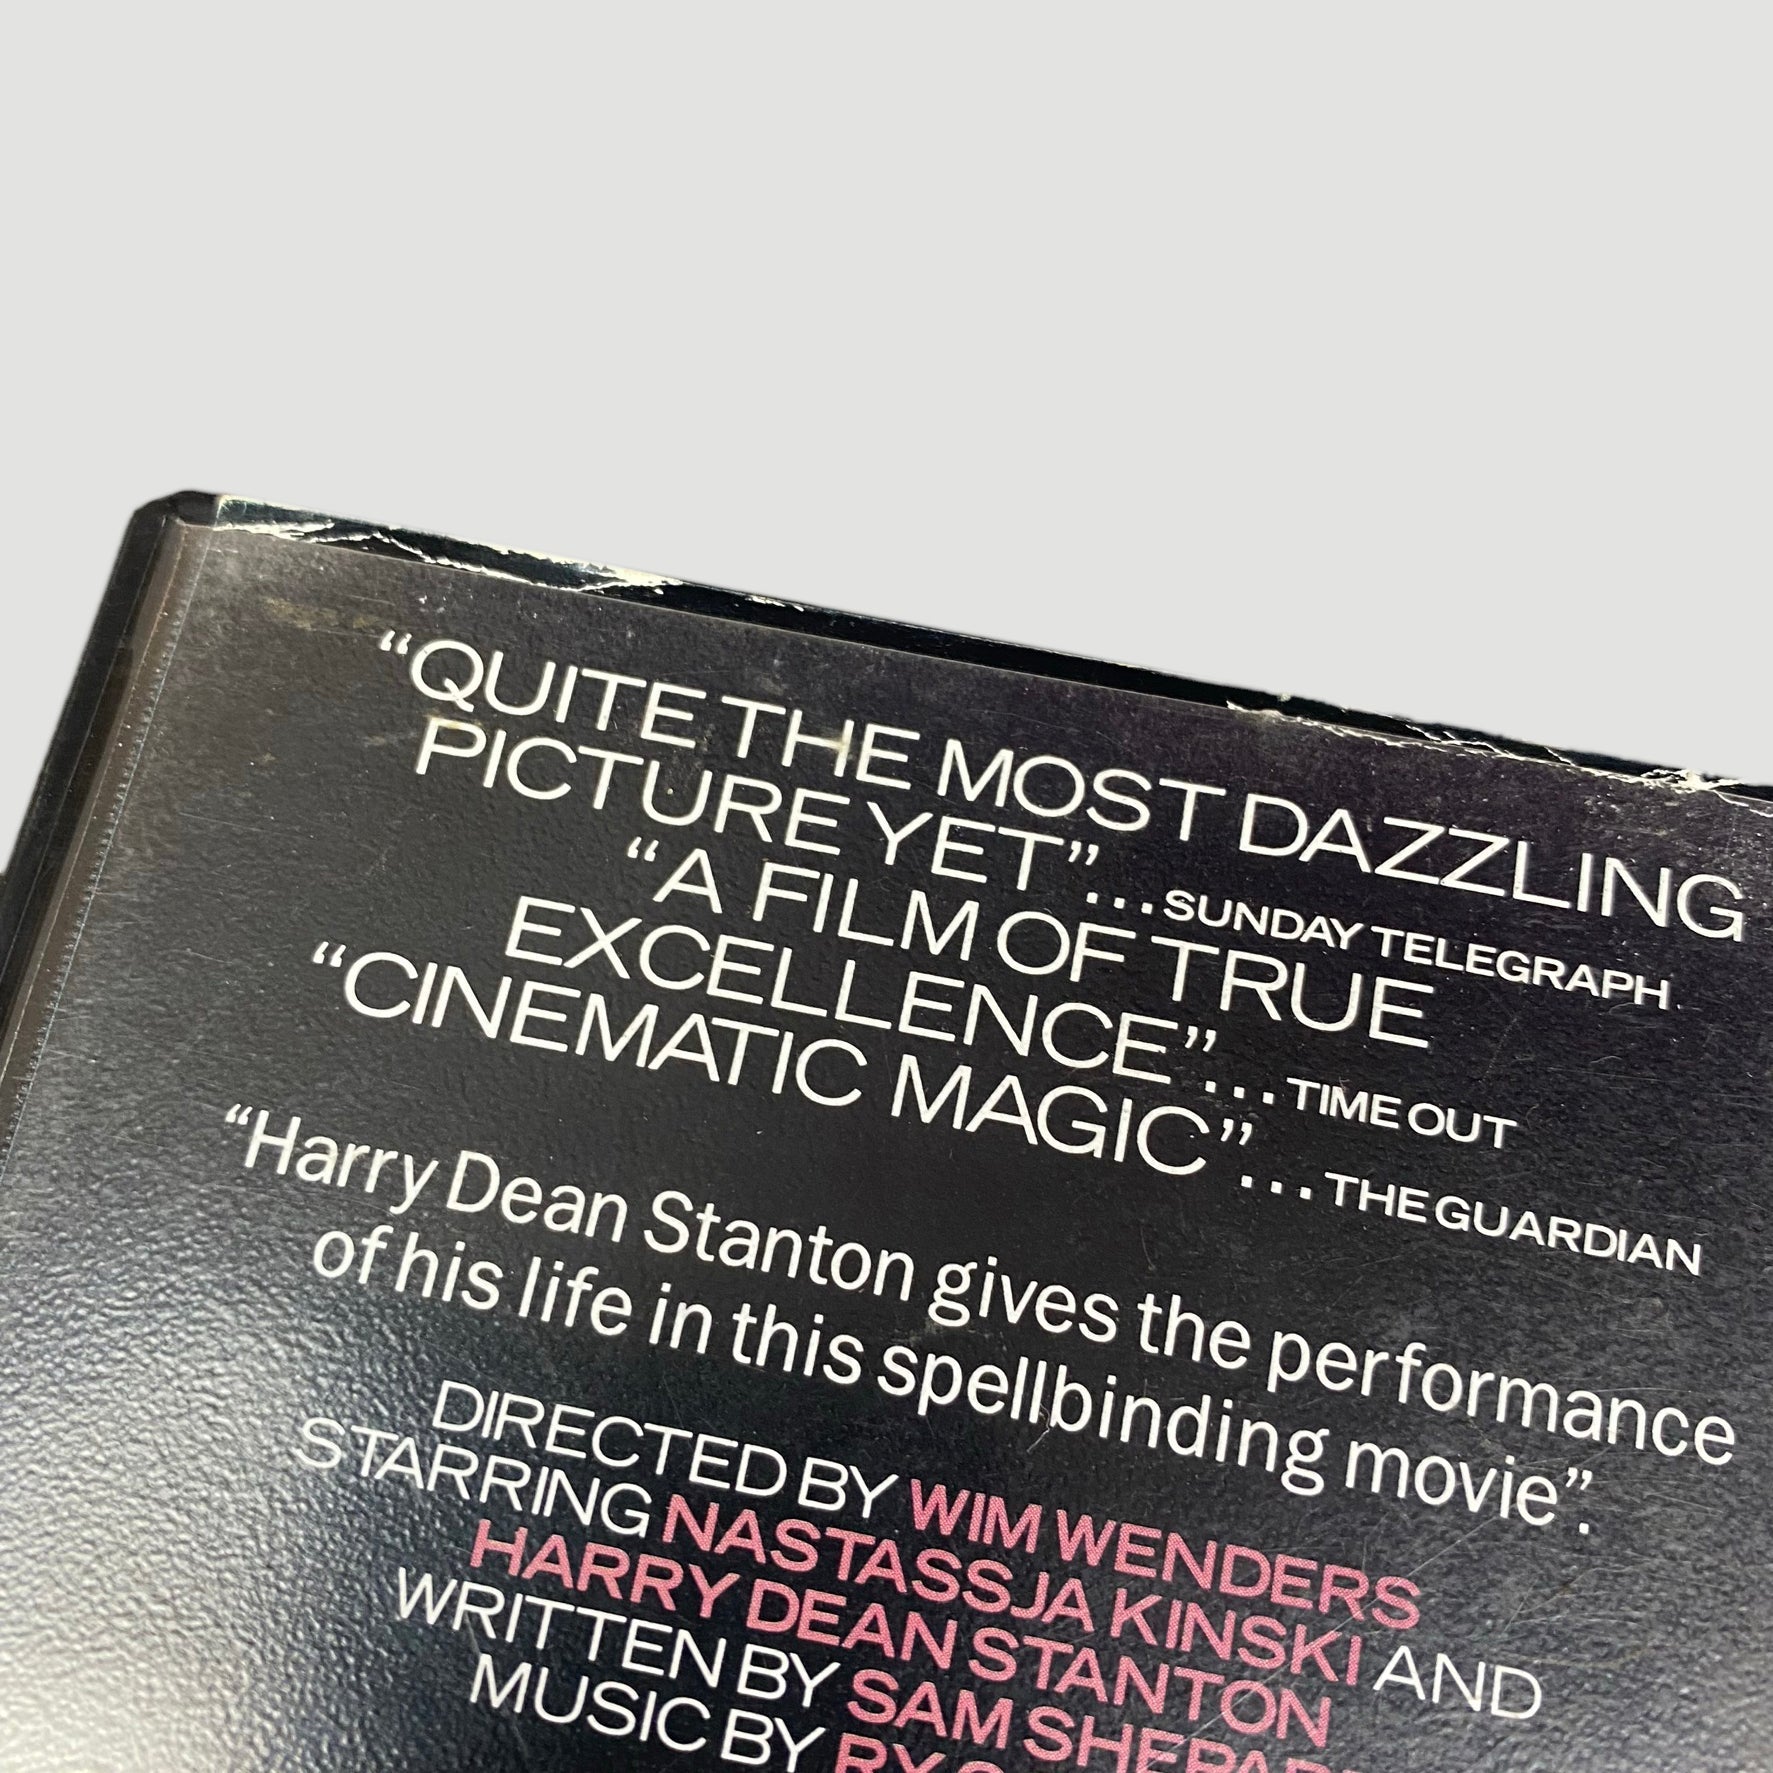 “QUITE THE MOST DAZZLING
PICTURE YET”...SUNDAY TELEGRAPH.
“A FILM OF TRUE
EXCELLENCE”...TIME OUT
“CINEMATIC MAGIC”...THE GUARDIAN
“Harry Dean Stanton gives the performance
of his life in this spellbinding movie”.
DIRECTED BY WIM WENDERS
STARRING NASTASSJA KINSKI AND
HARRY DEAN STANTON
WRITTEN BY SAM
MUSIC BY RY